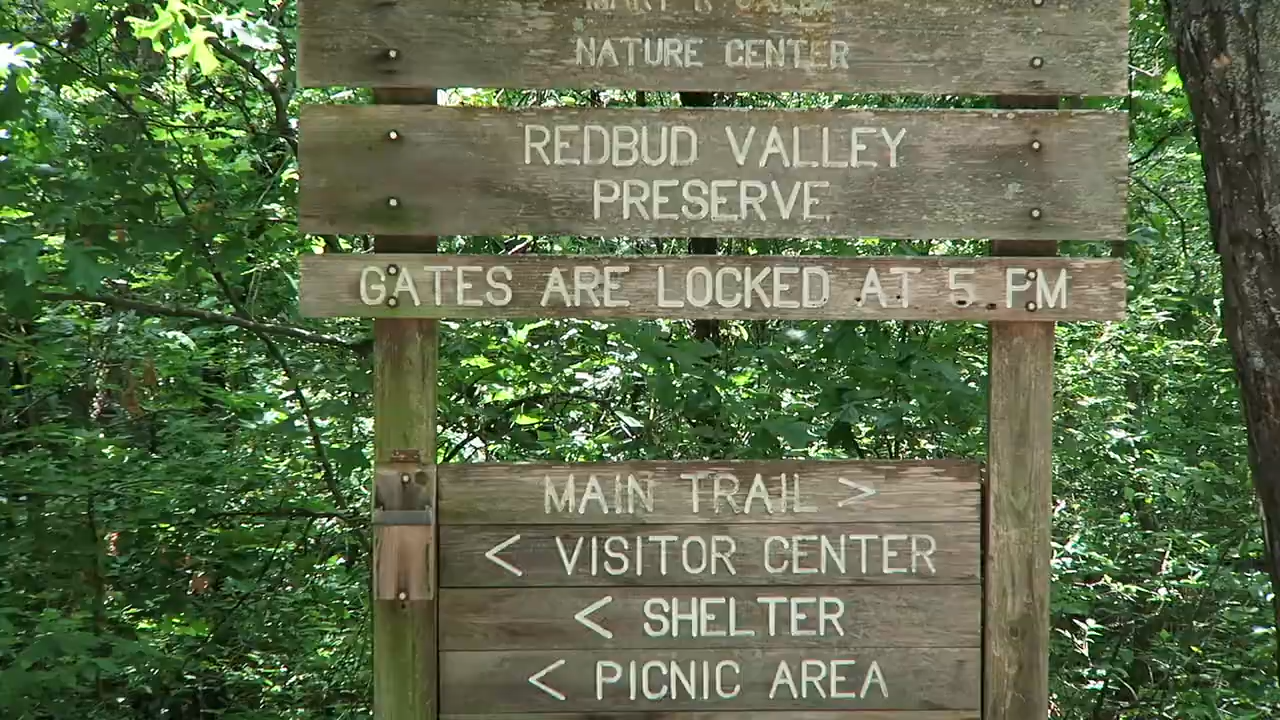 NATURE CENTER
REDBUD VALLEY
PRESERVE
GATES ARE LOCKED AT 5 PM
MAIN TRAIL >
< VISITOR CENTER
< SHELTER
< PICNIC AREA